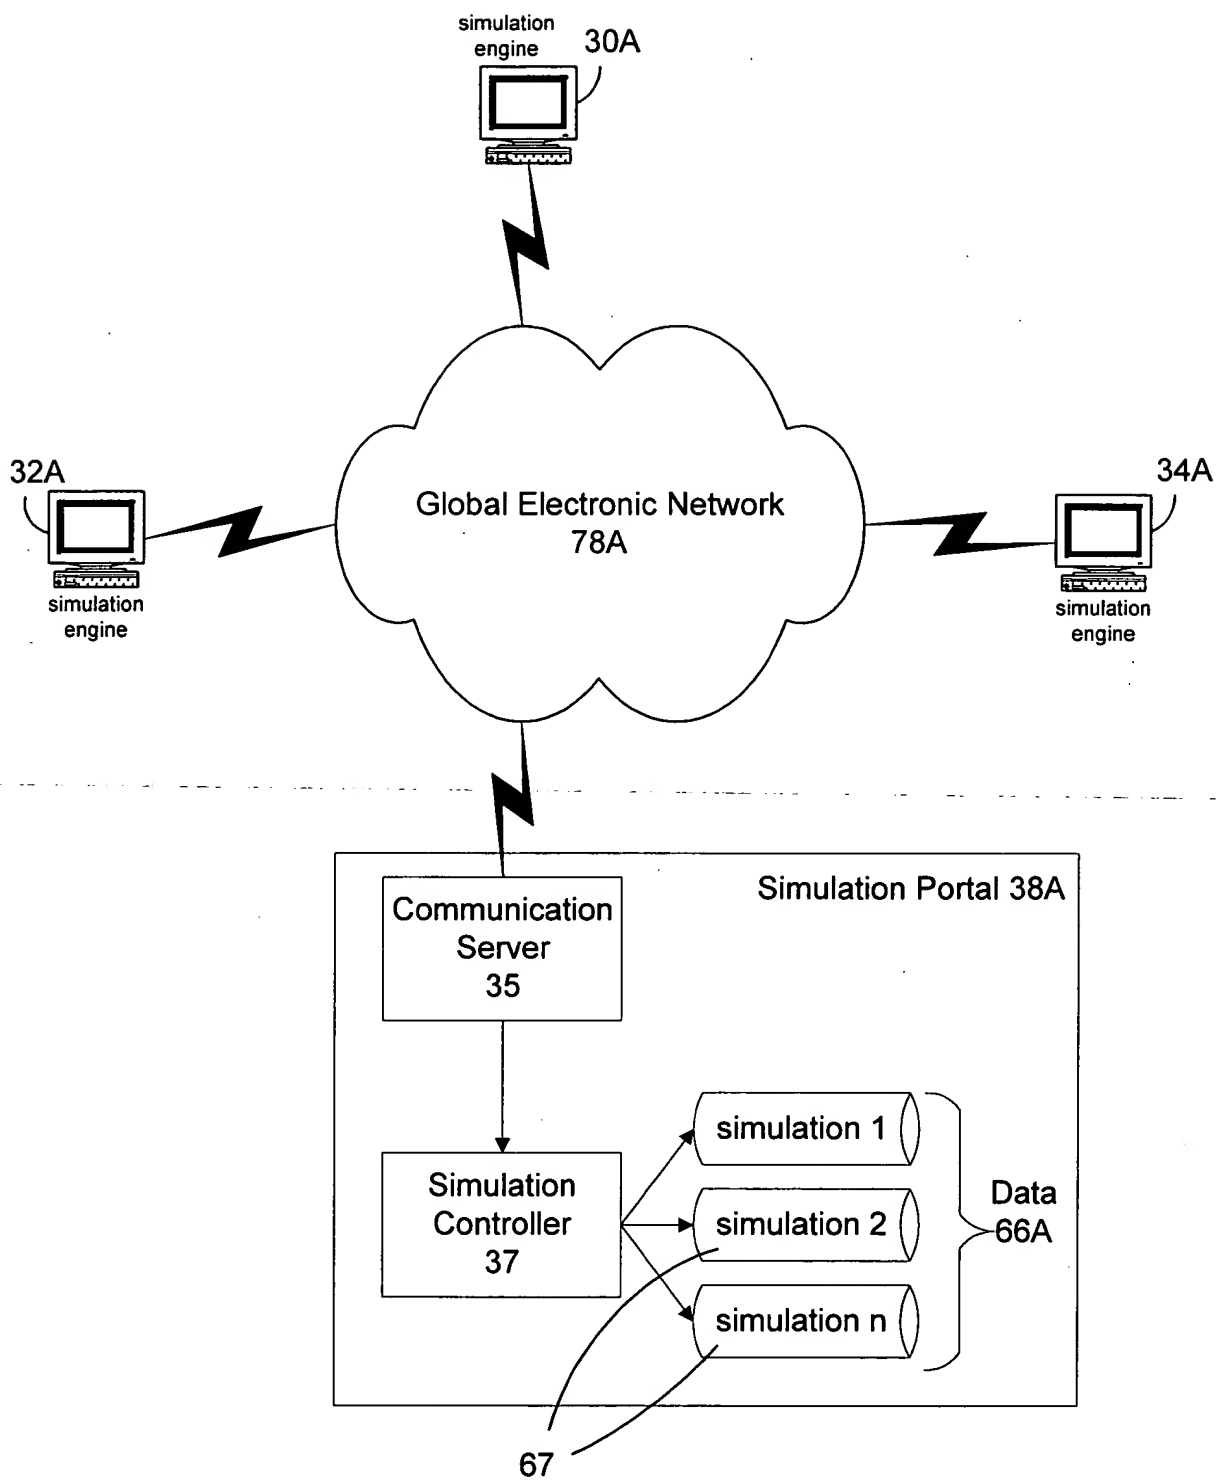 simulation
engine
30A
32A
34A
Global Electronic Network
78A
simulation
engine
simulation
engine
Simulation Portal 38A
Communication
Server
35
simulation 1
Simulation
Controller
37
simulation 2
Data
66A
simulation n
67